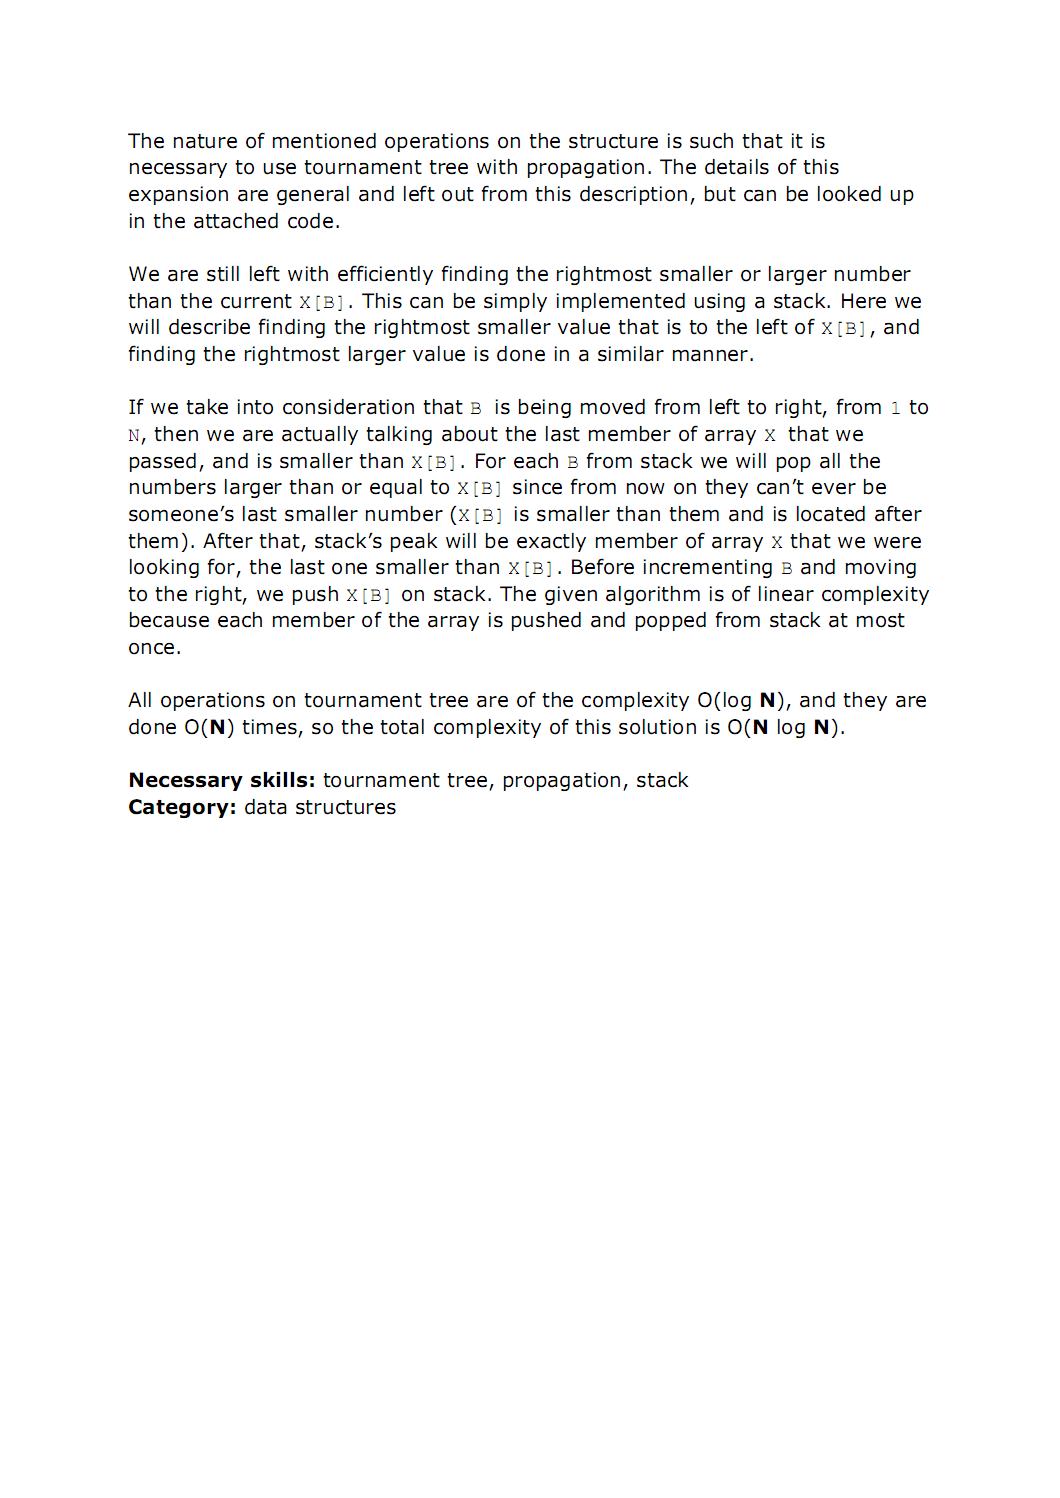 The nature of mentioned operations on the structure is such that it is
necessary to use tournament tree with propagation. The details of this
expansion are general and left out from this description, but can be looked up
in the attached code.
We are still left with efficiently finding the rightmost smaller or larger number
than the current X[B]. This can be simply implemented using a stack. Here we
will describe finding the rightmost smaller value that is to the left of X[B], and
finding the rightmost larger value is done in a similar manner.
If we take into consideration that B is being moved from left to right, from 1 to
N, then we are actually talking about the last member of array X that we
passed, and is smaller than X[B]. For each B from stack we will pop all the
numbers larger than or equal to X[B] since from now on they can’t ever be
someone’s last smaller number (X[B] is smaller than them and is located after
them). After that, stack’s peak will be exactly member of array X that we were
looking for, the last one smaller than X[B]. Before incrementing B and moving
to the right, we push X[B] on stack. The given algorithm is of linear complexity
because each member of the array is pushed and popped from stack at most
once.
All operations on tournament tree are of the complexity O(log N), and they are
done O(N) times, so the total complexity of this solution is O(N log N).
Necessary skills: tournament tree, propagation, stack
Category: data structures